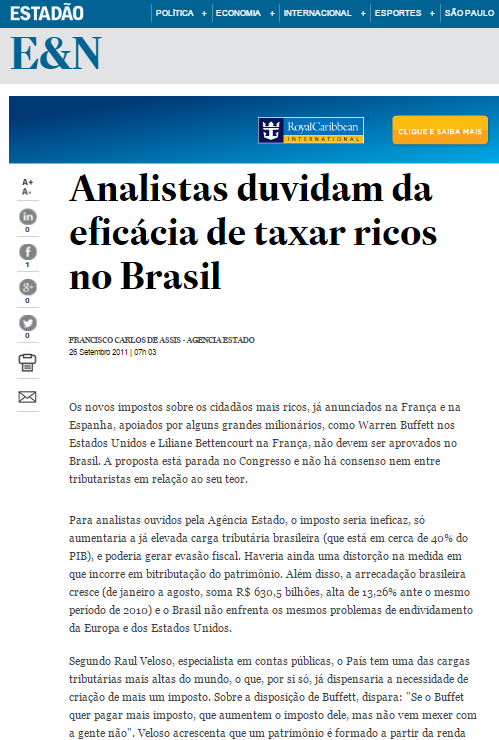 ESTADÃO
POLÍTICA + ECONOMIA + INTERNACIONAL + ESPORTES + SÃO PAULO
E&N
RoyalCaribbean
INTERNATIONAL
CLIQUE E SAIBA MAIS
A+
A-
0
1
0
0
Analistas duvidam da
eficácia de taxar ricos
no Brasil
FRANCISCO CARLOS DE ASSIS - AGENCIA ESTADO
26 Setembro 2011 | 07h 03
Os novos impostos sobre os cidadãos mais ricos, já anunciados na França e na
Espanha, apoiados por alguns grandes milionários, como Warren Buffett nos
Estados Unidos e Liliane Bettencourt na França, não devem ser aprovados no
Brasil. A proposta está parada no Congresso e não há consenso nem entre
tributaristas em relação ao seu teor.
Para analistas ouvidos pela Agência Estado, o imposto seria ineficaz, só
aumentaria a já elevada carga tributária brasileira (que está em cerca de 40% do
PIB), e poderia gerar evasão fiscal. Haveria ainda uma distorção na medida em
que incorre em bitributação do patrimônio. Além disso, a arrecadação brasileira
cresce (de janeiro a agosto, soma R$ 630,5 bilhões, alta de 13,26% ante o mesmo
período de 2010) e o Brasil não enfrenta os mesmos problemas de endividamento
da Europa e dos Estados Unidos.
Segundo Raul Veloso, especialista em contas públicas, o País tem uma das cargas
tributárias mais altas do mundo, o que, por si só, já dispensaria a necessidade de
criação de mais um imposto. Sobre a disposição de Buffett, dispara: "Se o Buffet
quer pagar mais imposto, que aumentem o imposto dele, mas não vem mexer com
a gente não". Veloso acrescenta que um patrimônio é formado a partir da renda